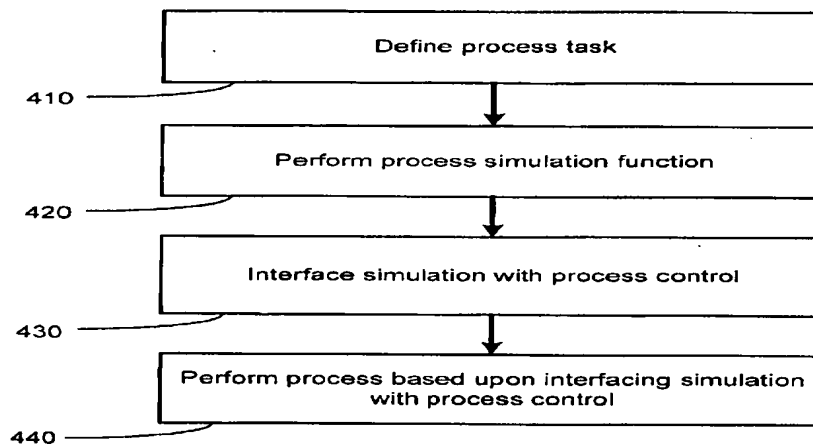 Define process task
410
Perform process simulation function
420
Interface simulation with process control
430
Perform process based upon interfacing simulation
with process control
440